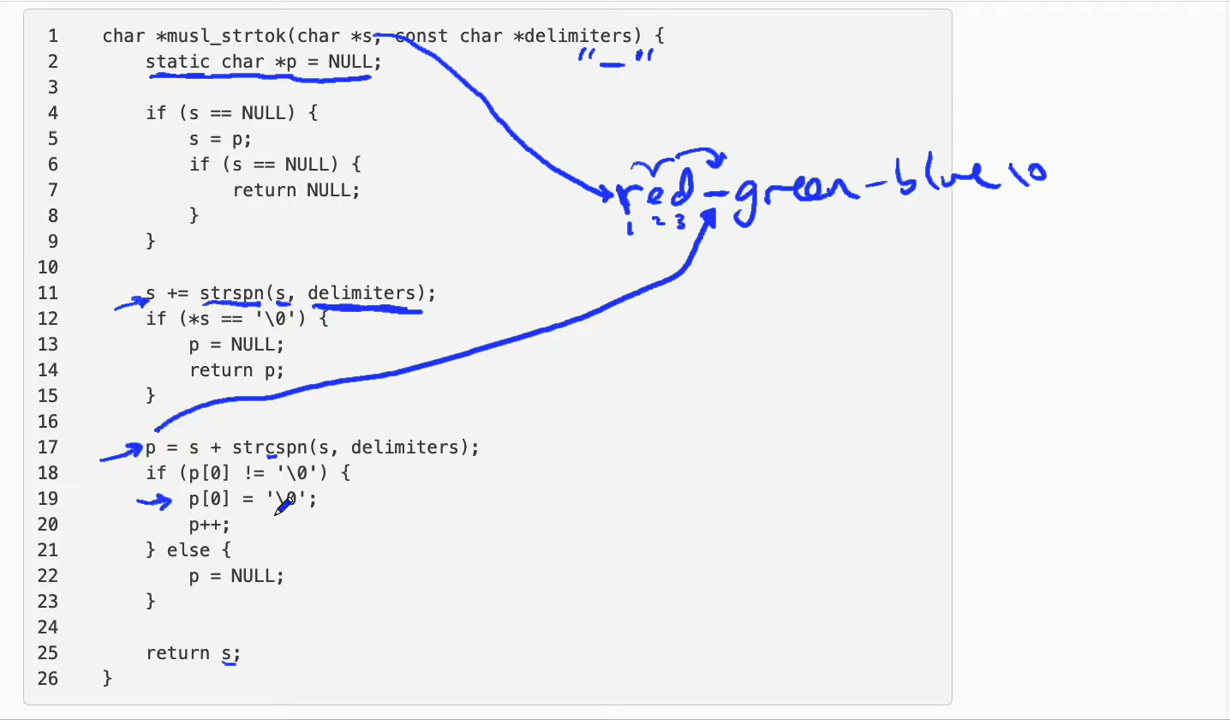 1 char *musl_strtok(char *s, const char *delimiters) {
2 static char *p = NULL;
"_"
3
4 if (s == NULL) {
5 s = p;
6 if (s == NULL) {
7 return NULL;
red-green-blue\0
1 2 3
8 }
9 }
10
11 s += strspn(s, delimiters);
12 if (*s == '\0') {
13 p = NULL;
14 return p;
15 }
16
17 p = s + strcspn(s, delimiters);
18 if (p[0] != '\0') {
19 p[0] = '\0';
20 p++;
21 } else {
22 p = NULL;
23 }
24
25 return s;
26 }